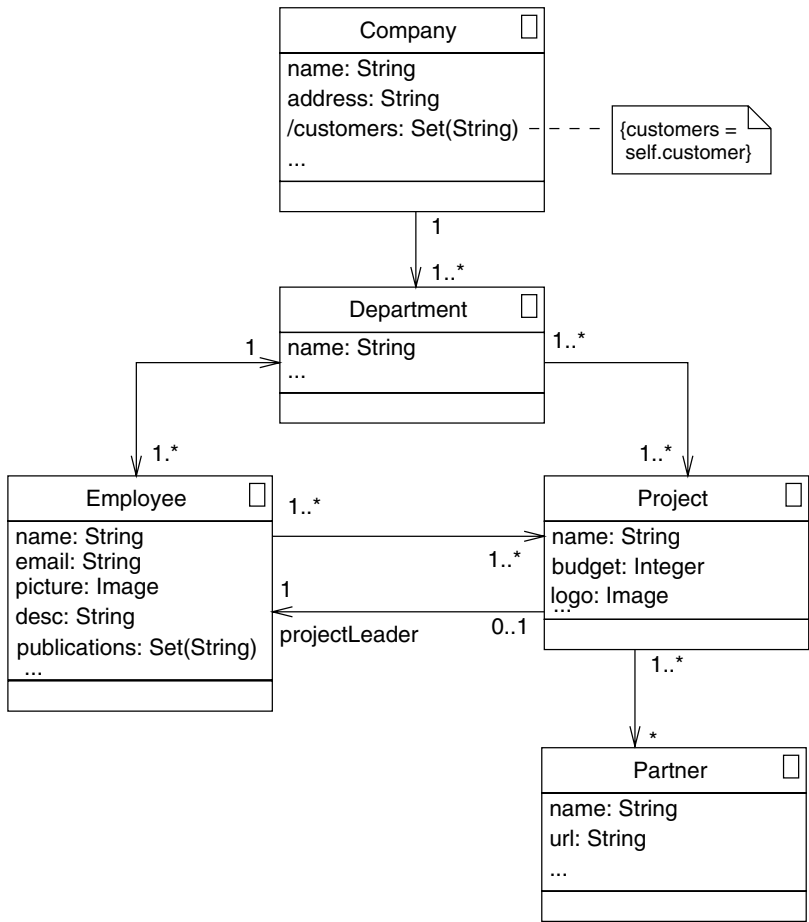 Company
name: String
address: String
/customers: Set(String)
...
{customers =
self.customer}
1
1..*
Department
name: String
...
1
1.*
1..*
1..*
Employee
name: String
email: String
picture: Image
desc: String
publications: Set(String)
...
1..*
1..*
1
projectLeader
0..1
Project
name: String
budget: Integer
logo: Image
...
1..*
*
Partner
name: String
url: String
...